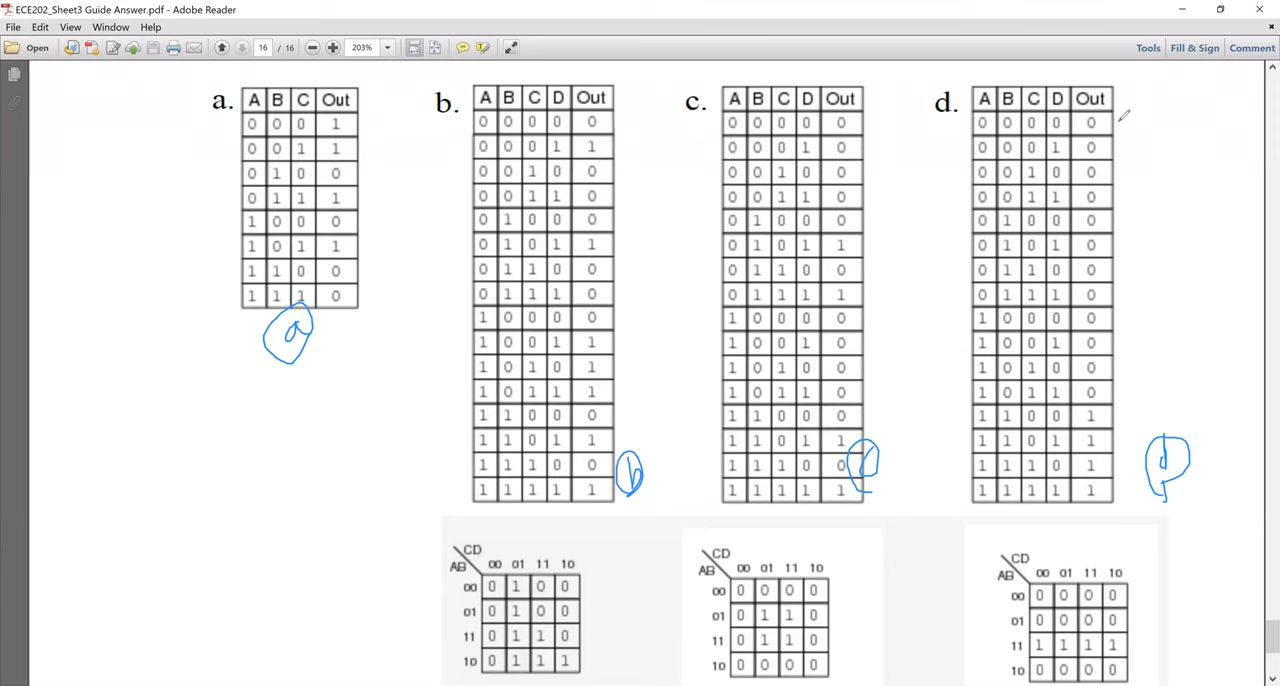 ECE202_Sheet3 Guide Answer.pdf - Adobe Reader
File Edit View Window Help
Open 16 / 16 203% Tools Fill & Sign Comment
a.
A B C Out
0 0 0 1
0 0 1 1
0 1 0 0
0 1 1 1
1 0 0 0
1 0 1 1
1 1 0 0
1 1 1 0
a
b.
A B C D Out
0 0 0 0 0
0 0 0 1 1
0 0 1 0 0
0 0 1 1 0
0 1 0 0 0
0 1 0 1 1
0 1 1 0 0
0 1 1 1 0
1 0 0 0 0
1 0 0 1 1
1 0 1 0 1
1 0 1 1 1
1 1 0 0 0
1 1 0 1 1
1 1 1 0 0
1 1 1 1 1
b
c.
A B C D Out
0 0 0 0 0
0 0 0 1 0
0 0 1 0 0
0 0 1 1 0
0 1 0 0 0
0 1 0 1 1
0 1 1 0 0
0 1 1 1 1
1 0 0 0 0
1 0 0 1 0
1 0 1 0 0
1 0 1 1 0
1 1 0 0 0
1 1 0 1 1
1 1 1 0 0
1 1 1 1 1
d.
A B C D Out
0 0 0 0 0
0 0 0 1 0
0 0 1 0 0
0 0 1 1 0
0 1 0 0 0
0 1 0 1 0
0 1 1 0 0
0 1 1 1 0
1 0 0 0 0
1 0 0 1 0
1 0 1 0 0
1 0 1 1 0
1 1 0 0 1
1 1 0 1 1
1 1 1 0 1
1 1 1 1 1
d
CD
AB 00 01 11 10
00 0 1 0 0
01 0 1 0 0
11 0 1 1 0
10 0 1 1 1
CD
AB 00 01 11 10
00 0 0 0 0
01 0 1 1 0
11 0 1 1 0
10 0 0 0 0
CD
AB 00 01 11 10
00 0 0 0 0
01 0 0 0 0
11 1 1 1 1
10 0 0 0 0